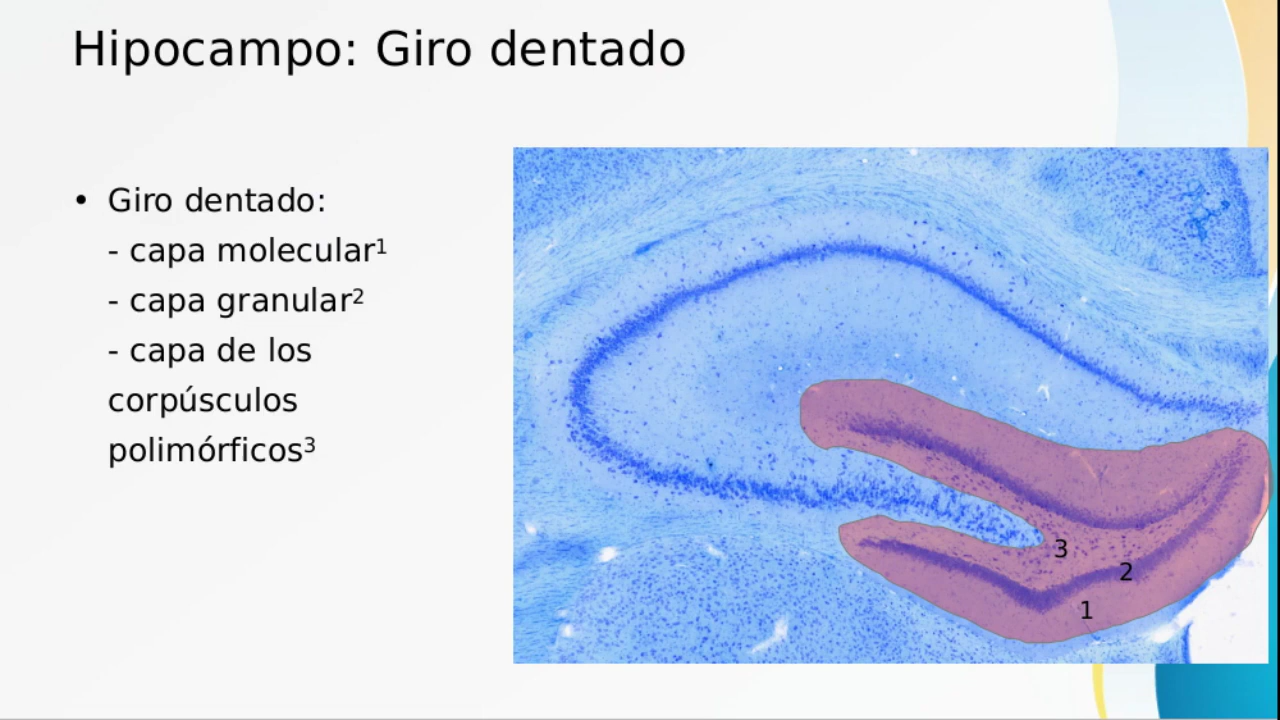 Hipocampo: Giro dentado
• Giro dentado:
- capa molecular¹
- capa granular²
- capa de los
corpúsculos
polimórficos³
3
2
1